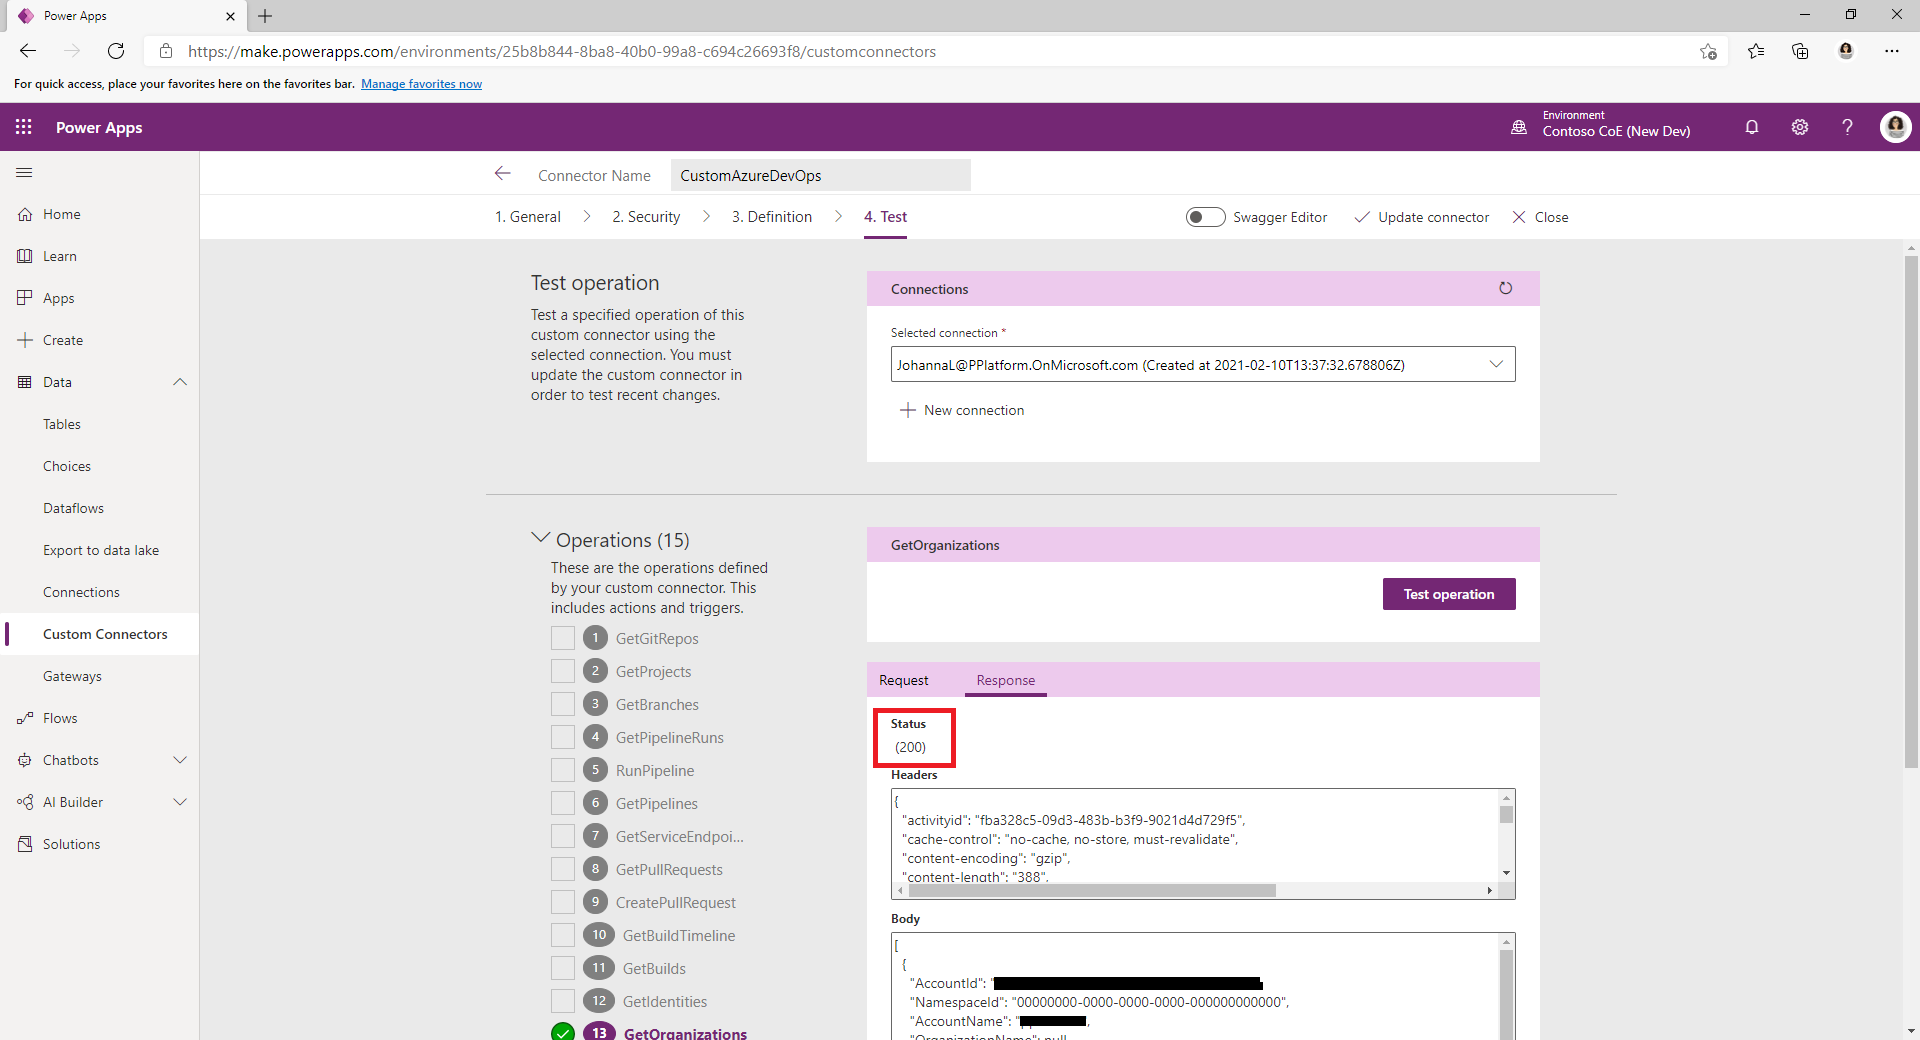 Power Apps
https://make.powerapps.com/environments/25b8b844-8ba8-40b0-99a8-c694c26693f8/customconnectors
For quick access, place your favorites here on the favorites bar. Manage favorites now
Power Apps
Environment
Contoso CoE (New Dev)
Home
Learn
Apps
Create
Data
Tables
Choices
Dataflows
Export to data lake
Connections
Custom Connectors
Gateways
Flows
Chatbots
AI Builder
Solutions
Connector Name CustomAzureDevOps
1. General 2. Security 3. Definition 4. Test Swagger Editor Update connector Close
Test operation
Test a specified operation of this
custom connector using the
selected connection. You must
update the custom connector in
order to test recent changes.
Connections
Selected connection *
JohannaL@PPlatform.OnMicrosoft.com (Created at 2021-02-10T13:37:32.678806Z)
New connection
Operations (15)
These are the operations defined
by your custom connector. This
includes actions and triggers.
1 GetGitRepos
2 GetProjects
3 GetBranches
4 GetPipelineRuns
5 RunPipeline
6 GetPipelines
7 GetServiceEndpoi...
8 GetPullRequests
9 CreatePullRequest
10 GetBuildTimeline
11 GetBuilds
12 GetIdentities
13 GetOrganizations
GetOrganizations
Test operation
Request Response
Status
(200)
Headers
{
"activityid": "fba328c5-09d3-483b-b3f9-9021d4d729f5",
"cache-control": "no-cache, no-store, must-revalidate",
"content-encoding": "gzip",
"content-length": "388",
Body
[
{
"AccountId": "
"NamespaceId": "00000000-0000-0000-0000-000000000000",
"AccountName": "
"OrganizationName": null,